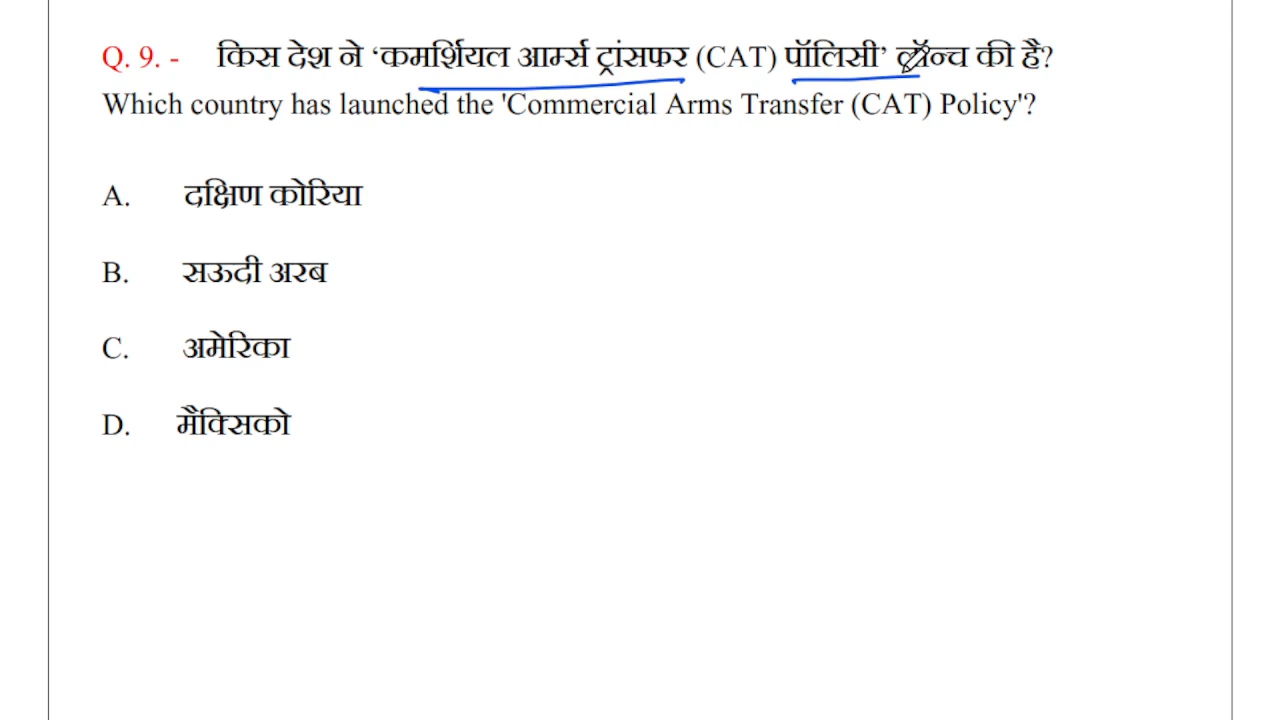 Q. 9. - किस देश ने ‘कमर्शियल आर्म्स ट्रांसफर (CAT) पॉलिसी’ लॉन्च की है?
Which country has launched the 'Commercial Arms Transfer (CAT) Policy'?
A. दक्षिण कोरिया
B. सऊदी अरब
C. अमेरिका
D. मैक्सिको